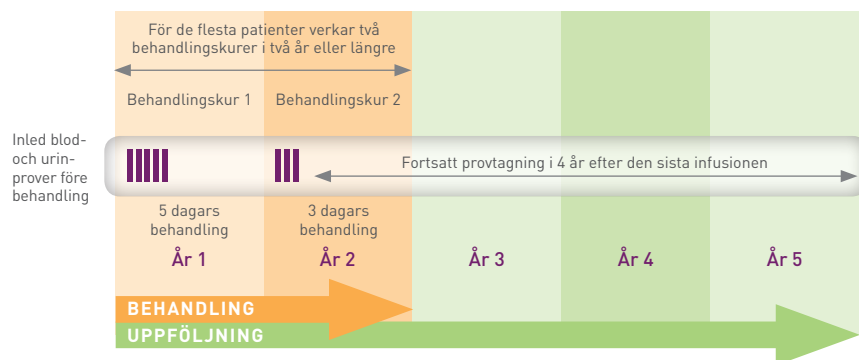 För de flesta patienter verkar två
behandlingskurer i två år eller längre
Behandlingskur 1
Behandlingskur 2
Inled blod-
och urin-
prover före
behandling
Fortsatt provtagning i 4 år efter den sista infusionen
5 dagars
behandling
3 dagars
behandling
År 1
År 2
År 3
År 4
År 5
BEHANDLING
UPPFÖLJNING